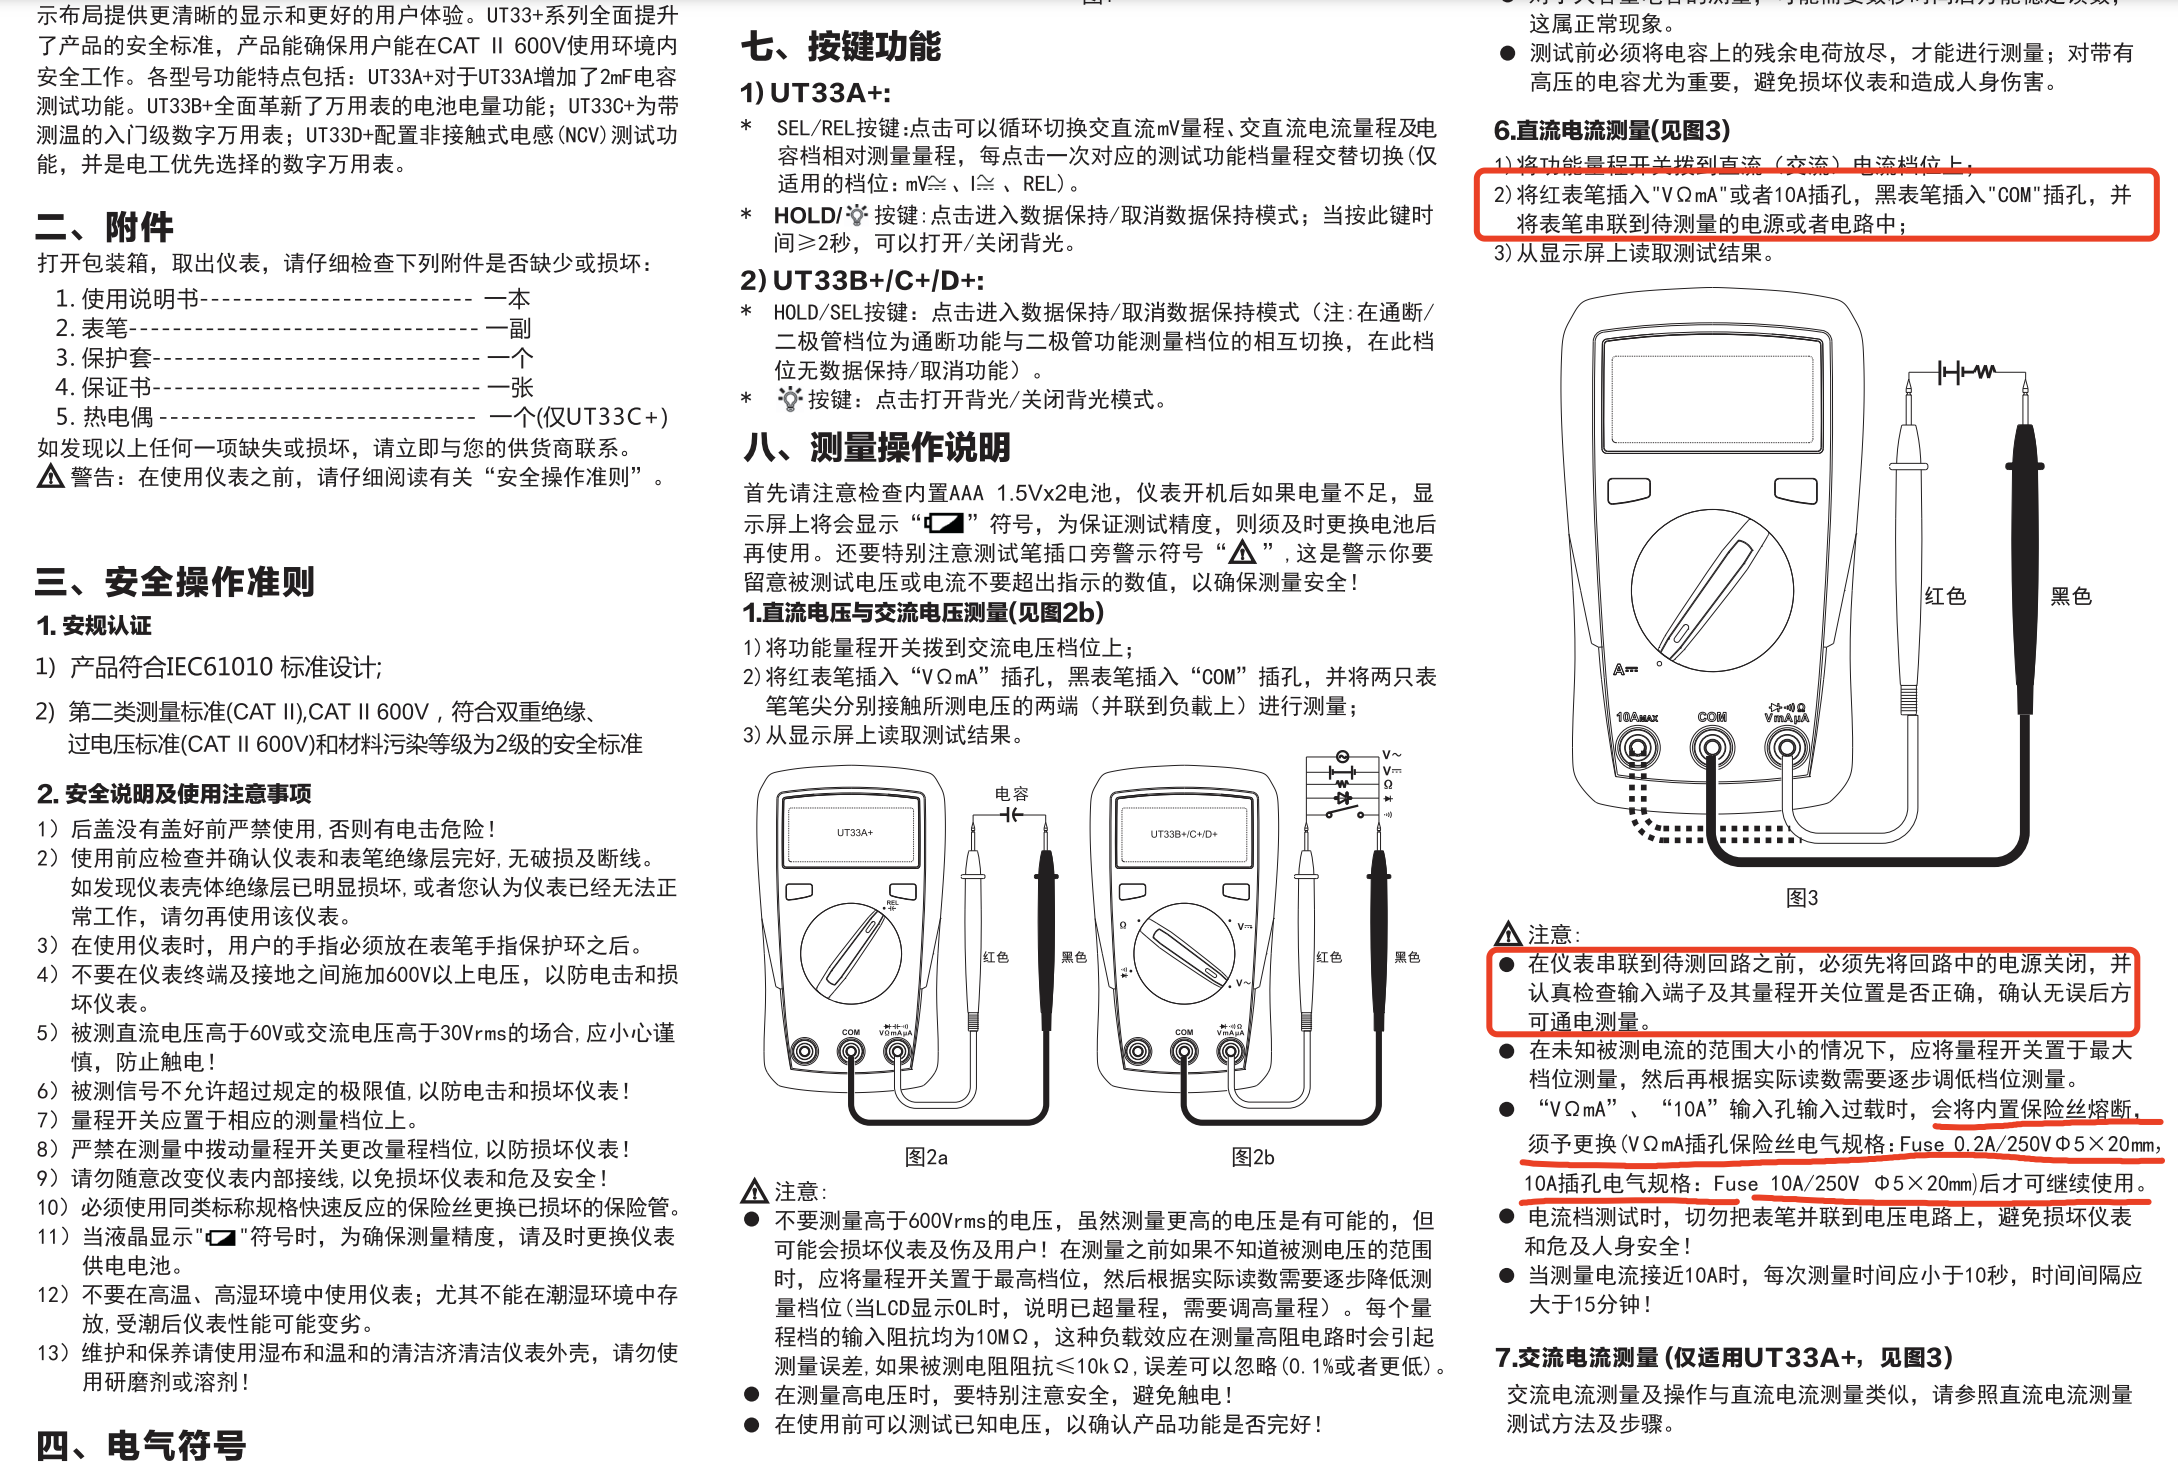 示布局提供更清晰的显示和更好的用户体验。UT33+系列全面提升
了产品的安全标准，产品能确保用户能在CAT II 600V使用环境内
安全工作。各型号功能特点包括：UT33A+对于UT33A增加了2mF电容
测试功能。UT33B+全面革新了万用表的电池电量功能；UT33C+为带
测温的入门级数字万用表；UT33D+配置非接触式电感(NCV)测试功
能，并是电工优先选择的数字万用表。
二、附件
打开包装箱，取出仪表，请仔细检查下列附件是否缺少或损坏：
1. 使用说明书------------------------- 一本
2. 表笔-------------------------------- 一副
3. 保护套------------------------------ 一个
4. 保证书------------------------------ 一张
5. 热电偶 ----------------------------- 一个(仅UT33C+)
如发现以上任何一项缺失或损坏，请立即与您的供货商联系。
⚠ 警告：在使用仪表之前，请仔细阅读有关“安全操作准则”。
三、安全操作准则
1. 安规认证
1) 产品符合IEC61010 标准设计;
2) 第二类测量标准(CAT II),CAT II 600V，符合双重绝缘、
过电压标准(CAT II 600V)和材料污染等级为2级的安全标准
2. 安全说明及使用注意事项
1）后盖没有盖好前严禁使用,否则有电击危险！
2）使用前应检查并确认仪表和表笔绝缘层完好,无破损及断线。
如发现仪表壳体绝缘层已明显损坏,或者您认为仪表已经无法正
常工作，请勿再使用该仪表。
3）在使用仪表时，用户的手指必须放在表笔手指保护环之后。
4）不要在仪表终端及接地之间施加600V以上电压，以防电击和损
坏仪表。
5）被测直流电压高于60V或交流电压高于30Vrms的场合,应小心谨
慎，防止触电！
6）被测信号不允许超过规定的极限值,以防电击和损坏仪表！
7）量程开关应置于相应的测量档位上。
8）严禁在测量中拨动量程开关更改量程档位,以防损坏仪表！
9）请勿随意改变仪表内部接线,以免损坏仪表和危及安全！
10）必须使用同类标称规格快速反应的保险丝更换已损坏的保险管。
11）当液晶显示"🔋"符号时，为确保测量精度，请及时更换仪表
供电电池。
12）不要在高温、高湿环境中使用仪表；尤其不能在潮湿环境中存
放,受潮后仪表性能可能变劣。
13）维护和保养请使用湿布和温和的清洁济清洁仪表外壳，请勿使
用研磨剂或溶剂！
四、电气符号
七、按键功能
1) UT33A+:
* SEL/REL按键:点击可以循环切换交直流mV量程、交直流电流量程及电
容档相对测量量程，每点击一次对应的测试功能档量程交替切换(仅
适用的档位：mV≅、I≅、REL)。
* HOLD/ 按键:点击进入数据保持/取消数据保持模式；当按此键时
间≥2秒，可以打开/关闭背光。
2) UT33B+/C+/D+:
* HOLD/SEL按键：点击进入数据保持/取消数据保持模式（注:在通断/
二极管档位为通断功能与二极管功能测量档位的相互切换，在此档
位无数据保持/取消功能）。
* 按键：点击打开背光/关闭背光模式。
八、测量操作说明
首先请注意检查内置AAA 1.5Vx2电池，仪表开机后如果电量不足，显
示屏上将会显示“🔋”符号，为保证测试精度，则须及时更换电池后
再使用。还要特别注意测试笔插口旁警示符号“⚠”,这是警示你要
留意被测试电压或电流不要超出指示的数值，以确保测量安全！
1.直流电压与交流电压测量(见图2b)
1)将功能量程开关拨到交流电压档位上；
2)将红表笔插入“VΩmA”插孔，黑表笔插入“COM”插孔，并将两只表
笔笔尖分别接触所测电压的两端（并联到负载上）进行测量；
3)从显示屏上读取测试结果。
电容
UT33A+
REL
红色
黑色
COM
VΩmAμA
图2a
V~
V⎓
Ω
UT33B+/C+/D+
Ω
V⎓
V~
红色
黑色
COM
Ω
VmAμA
图2b
⚠ 注意：
● 不要测量高于600Vrms的电压，虽然测量更高的电压是有可能的，但
可能会损坏仪表及伤及用户！在测量之前如果不知道被测电压的范围
时，应将量程开关置于最高档位，然后根据实际读数需要逐步降低测
量档位(当LCD显示OL时，说明已超量程，需要调高量程）。每个量
程档的输入阻抗均为10MΩ，这种负载效应在测量高阻电路时会引起
测量误差,如果被测电阻阻抗≤10kΩ,误差可以忽略(0.1%或者更低)。
● 在测量高电压时，要特别注意安全，避免触电！
● 在使用前可以测试已知电压，以确认产品功能是否完好！
这属正常现象。
● 测试前必须将电容上的残余电荷放尽，才能进行测量；对带有
高压的电容尤为重要，避免损坏仪表和造成人身伤害。
6.直流电流测量(见图3)
1)将功能量程开关拨到直流（交流）电流档位上；
2)将红表笔插入"VΩmA"或者10A插孔，黑表笔插入"COM"插孔，并
将表笔串联到待测量的电源或者电路中；
3)从显示屏上读取测试结果。
红色
黑色
A⎓
10AMAX
COM
Ω
VmAμA
图3
⚠ 注意：
● 在仪表串联到待测回路之前，必须先将回路中的电源关闭，并
认真检查输入端子及其量程开关位置是否正确，确认无误后方
可通电测量。
● 在未知被测电流的范围大小的情况下，应将量程开关置于最大
档位测量，然后再根据实际读数需要逐步调低档位测量。
● “VΩmA”、“10A”输入孔输入过载时，会将内置保险丝熔断，
须予更换(VΩmA插孔保险丝电气规格：Fuse 0.2A/250VΦ5×20mm，
10A插孔电气规格：Fuse 10A/250V Φ5×20mm)后才可继续使用。
● 电流档测试时，切勿把表笔并联到电压电路上，避免损坏仪表
和危及人身安全！
● 当测量电流接近10A时，每次测量时间应小于10秒，时间间隔应
大于15分钟！
7.交流电流测量 (仅适用UT33A+，见图3)
交流电流测量及操作与直流电流测量类似，请参照直流电流测量
测试方法及步骤。